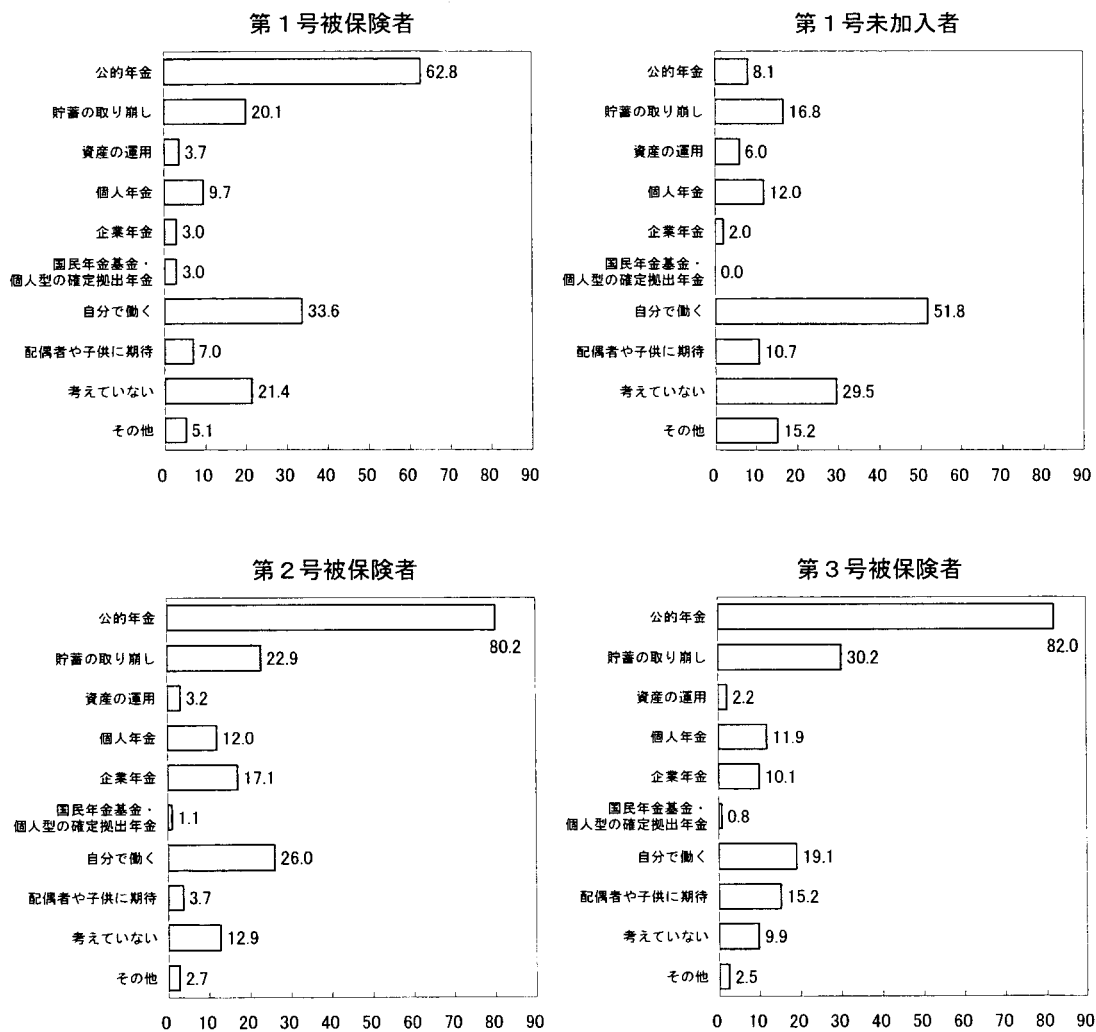 第１号被保険者
公的年金 62.8
貯蓄の取り崩し 20.1
資産の運用 3.7
個人年金 9.7
企業年金 3.0
国民年金基金・
個人型の確定拠出年金 3.0
自分で働く 33.6
配偶者や子供に期待 7.0
考えていない 21.4
その他 5.1
0 10 20 30 40 50 60 70 80 90
第１号未加入者
公的年金 8.1
貯蓄の取り崩し 16.8
資産の運用 6.0
個人年金 12.0
企業年金 2.0
国民年金基金・
個人型の確定拠出年金 0.0
自分で働く 51.8
配偶者や子供に期待 10.7
考えていない 29.5
その他 15.2
0 10 20 30 40 50 60 70 80 90
第２号被保険者
公的年金 80.2
貯蓄の取り崩し 22.9
資産の運用 3.2
個人年金 12.0
企業年金 17.1
国民年金基金・
個人型の確定拠出年金 1.1
自分で働く 26.0
配偶者や子供に期待 3.7
考えていない 12.9
その他 2.7
0 10 20 30 40 50 60 70 80 90
第３号被保険者
公的年金 82.0
貯蓄の取り崩し 30.2
資産の運用 2.2
個人年金 11.9
企業年金 10.1
国民年金基金・
個人型の確定拠出年金 0.8
自分で働く 19.1
配偶者や子供に期待 15.2
考えていない 9.9
その他 2.5
0 10 20 30 40 50 60 70 80 90